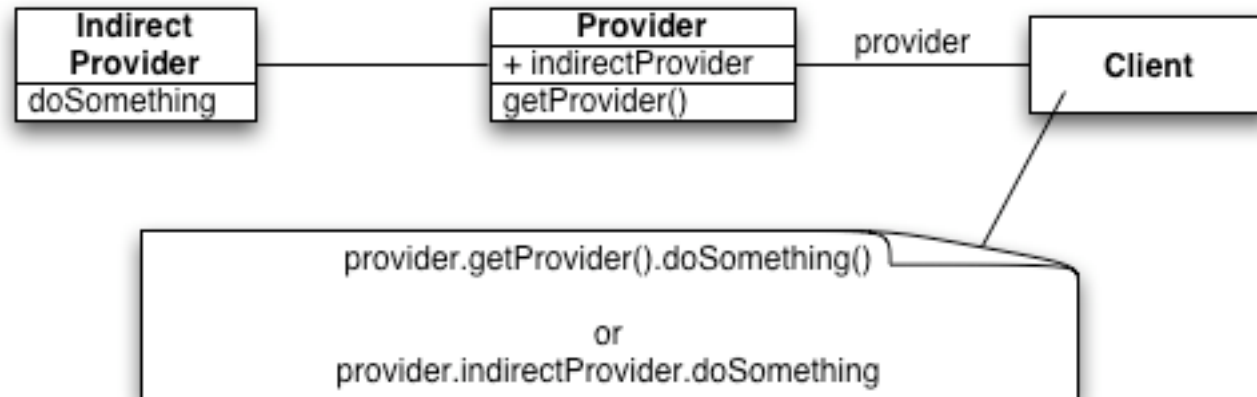 Indirect
Provider
doSomething
Provider
+ indirectProvider
getProvider()
provider
Client
provider.getProvider().doSomething()
or
provider.indirectProvider.doSomething